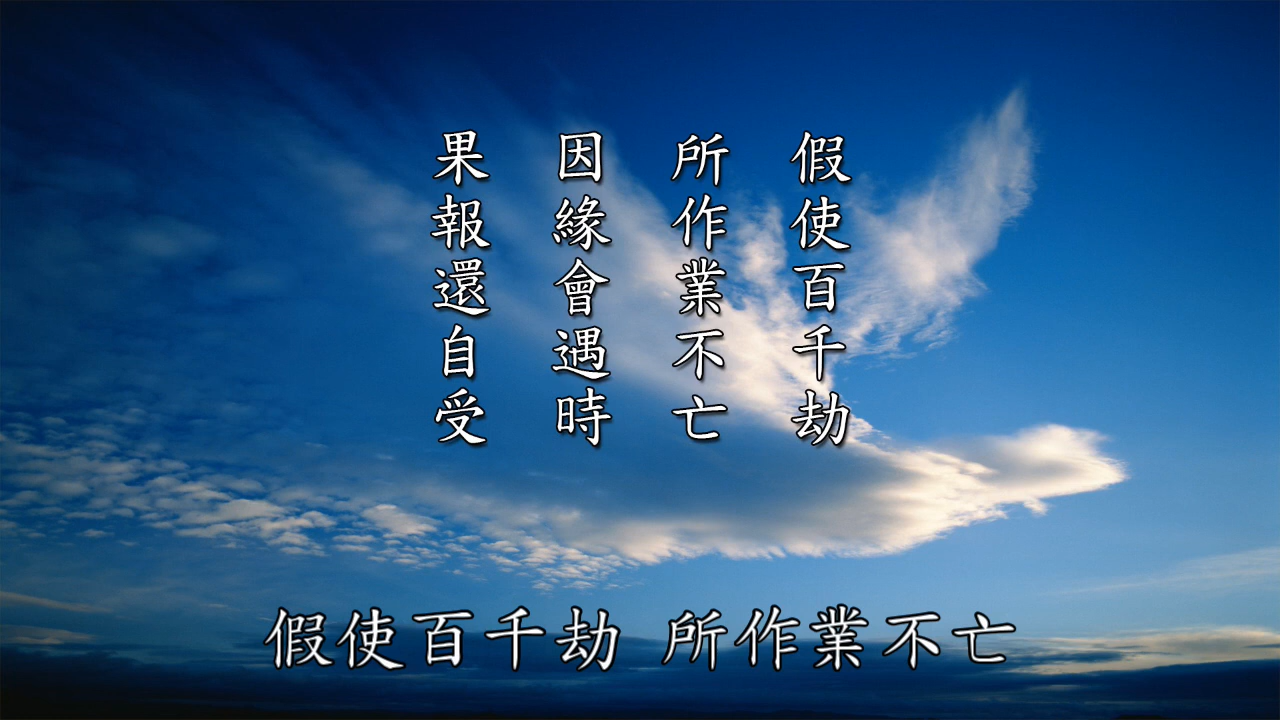 假使百千劫
所作業不亡
因緣會遇時
果報還自受
假使百千劫 所作業不亡